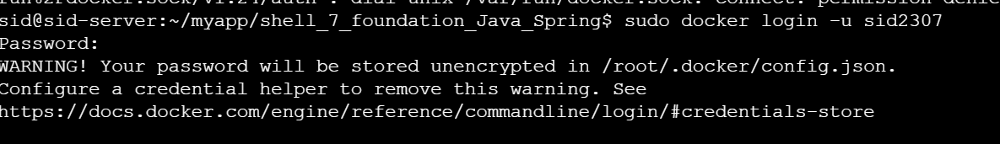 sid@sid-server:~/myapp/shell_7_foundation_Java_Spring$ sudo docker login -u sid2307
Password:
WARNING! Your password will be stored unencrypted in /root/.docker/config.json.
Configure a credential helper to remove this warning. See
https://docs.docker.com/engine/reference/commandline/login/#credentials-store